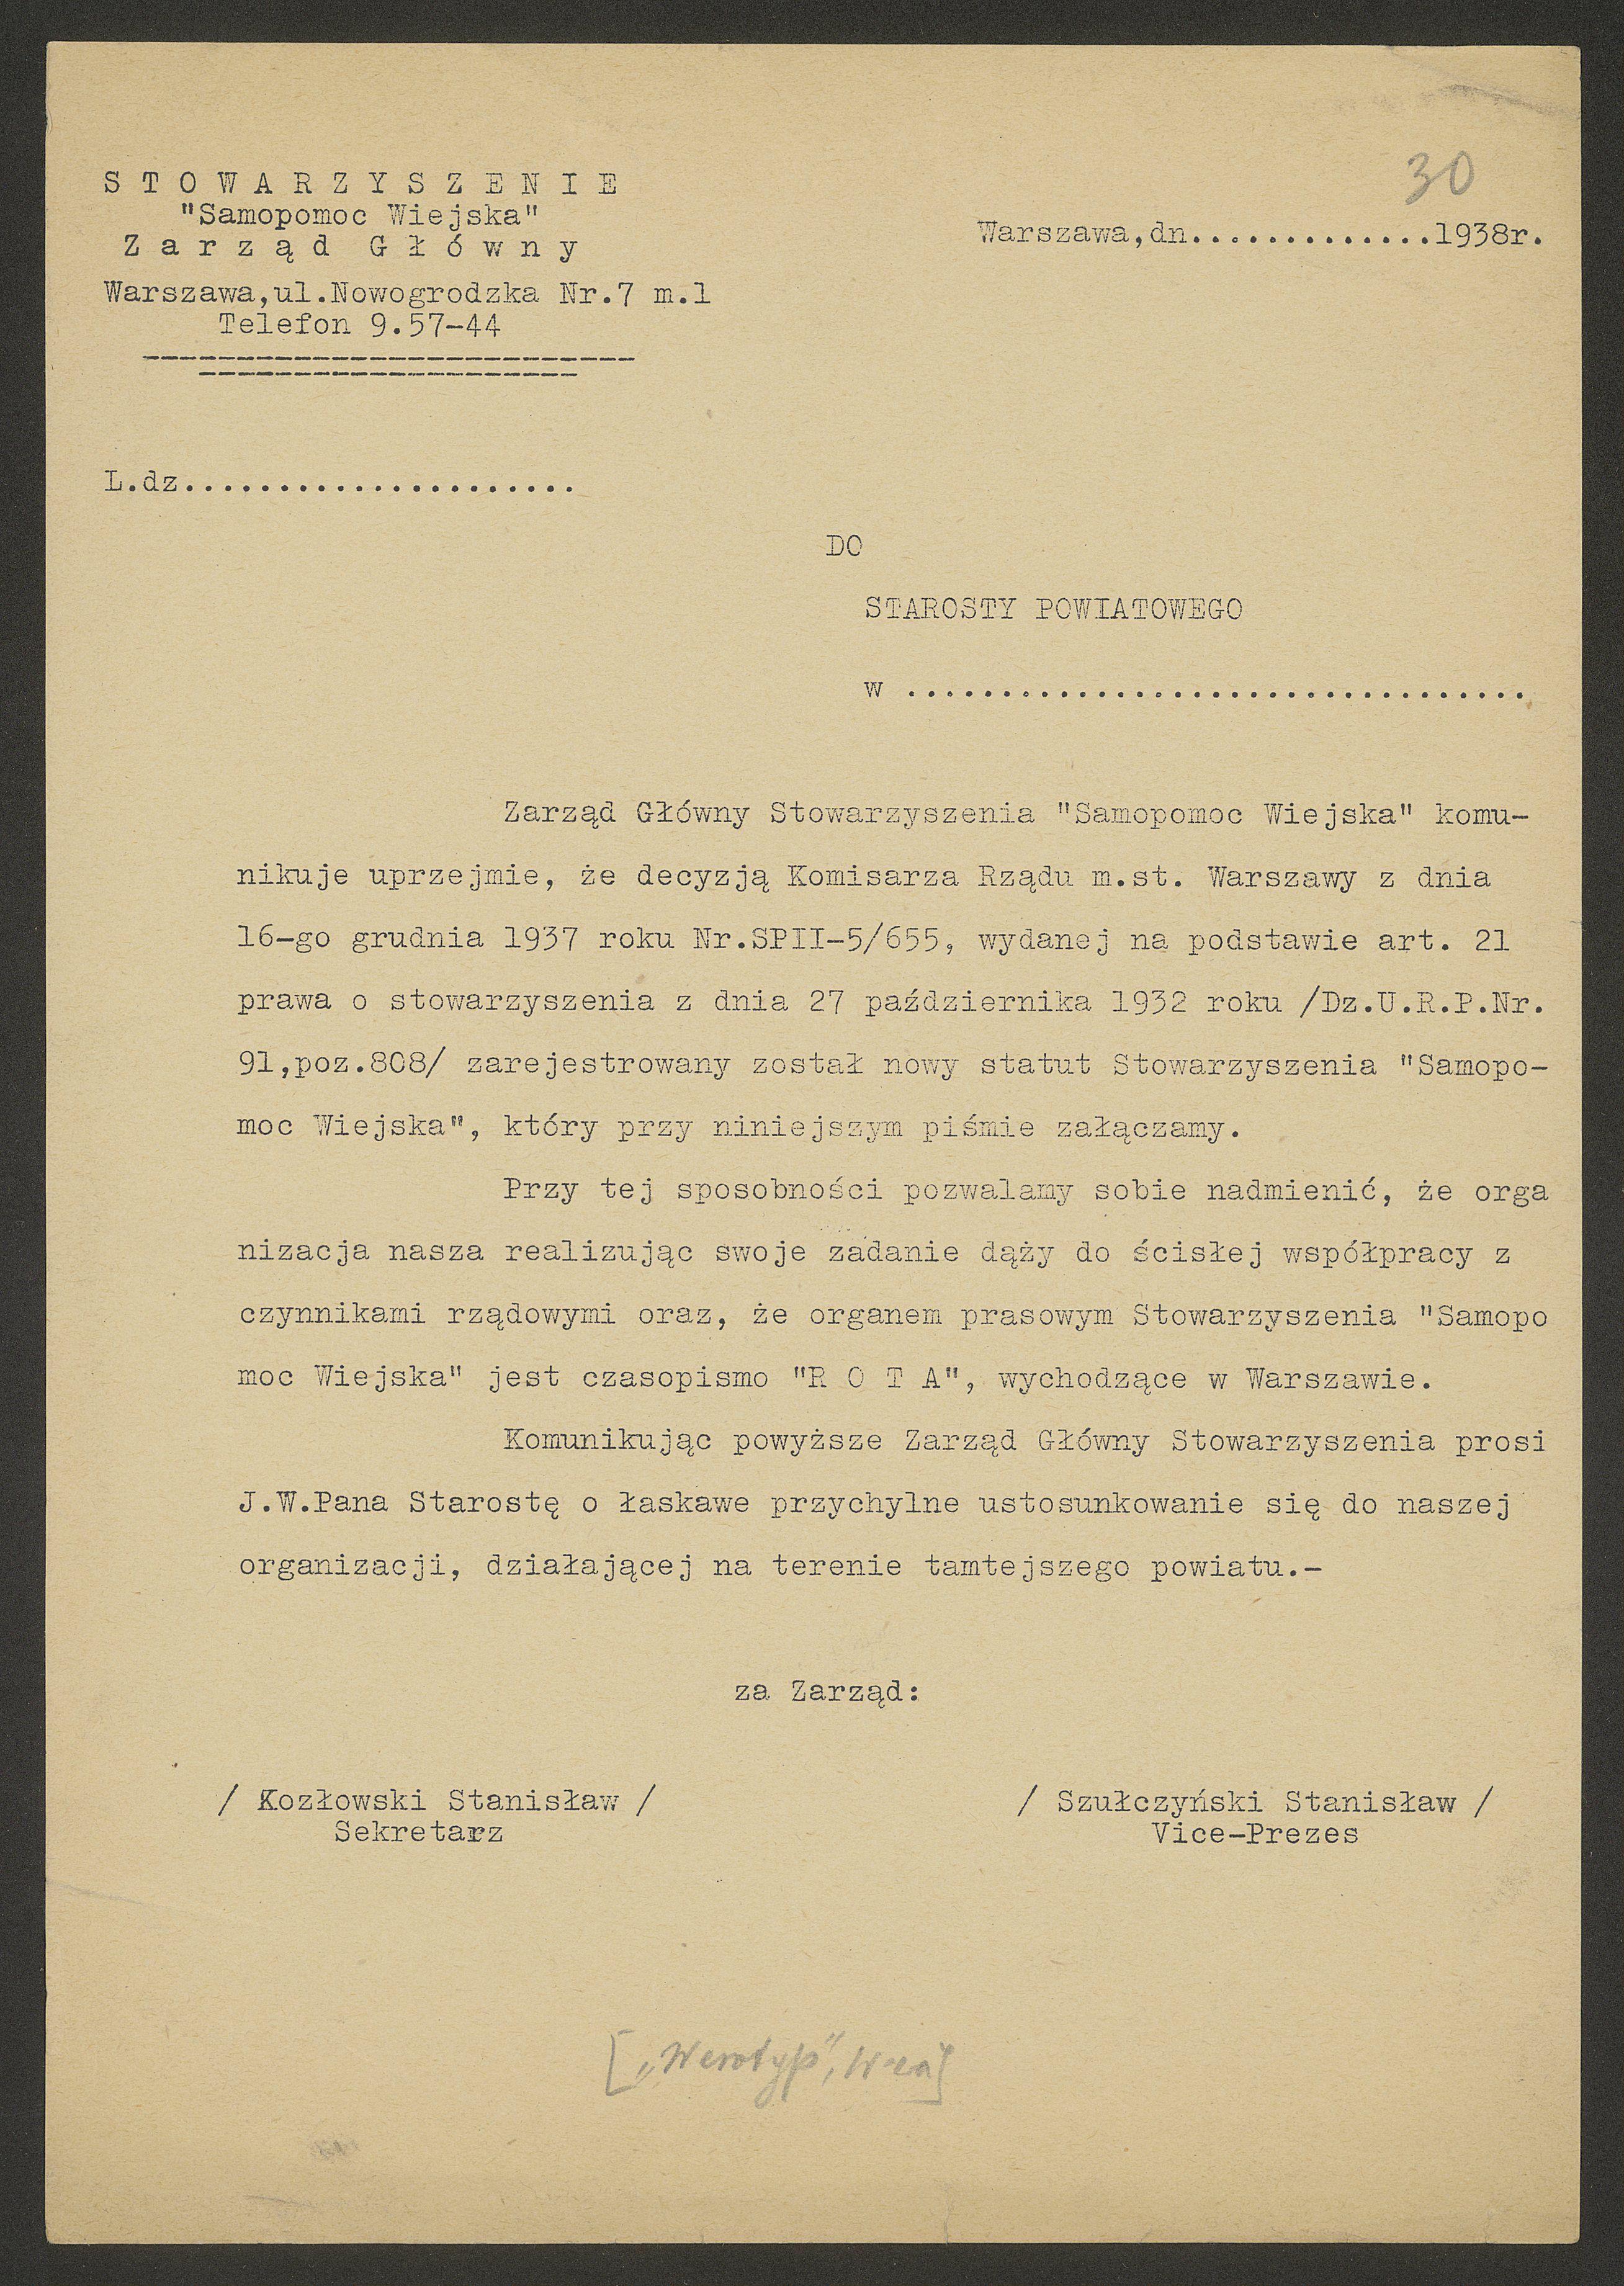 30
S T O W A R Z Y S Z E N I E
"Samopomoc Wiejska"
Z a r z ą d  G ł ó w n y
Warszawa,ul.Nowogrodzka Nr.7 m.1
Telefon 9.57-44
Warszawa,dn.............1938r.
L.dz.....................
DO
STAROSTY POWIATOWEGO
w .................................
Zarząd Główny Stowarzyszenia "Samopomoc Wiejska" komu-
nikuje uprzejmie, że decyzją Komisarza Rządu m.st. Warszawy z dnia
16-go grudnia 1937 roku Nr.SPII-5/655, wydanej na podstawie art. 21
prawa o stowarzyszenia z dnia 27 października 1932 roku /Dz.U.R.P.Nr.
91,poz.808/ zarejestrowany został nowy statut Stowarzyszenia "Samopo-
moc Wiejska", który przy niniejszym piśmie załączamy.
Przy tej sposobności pozwalamy sobie nadmienić, że orga
nizacja nasza realizując swoje zadanie dąży do ścisłej współpracy z
czynnikami rządowymi oraz, że organem prasowym Stowarzyszenia "Samopo
moc Wiejska" jest czasopismo "R O T A", wychodzące w Warszawie.
Komunikując powyższe Zarząd Główny Stowarzyszenia prosi
J.W.Pana Starostę o łaskawe przychylne ustosunkowanie się do naszej
organizacji, działającej na terenie tamtejszego powiatu.-
za Zarząd:
/ Kozłowski Stanisław /
Sekretarz
/ Szułczyński Stanisław /
Vice-Prezes
[„Werotyp",